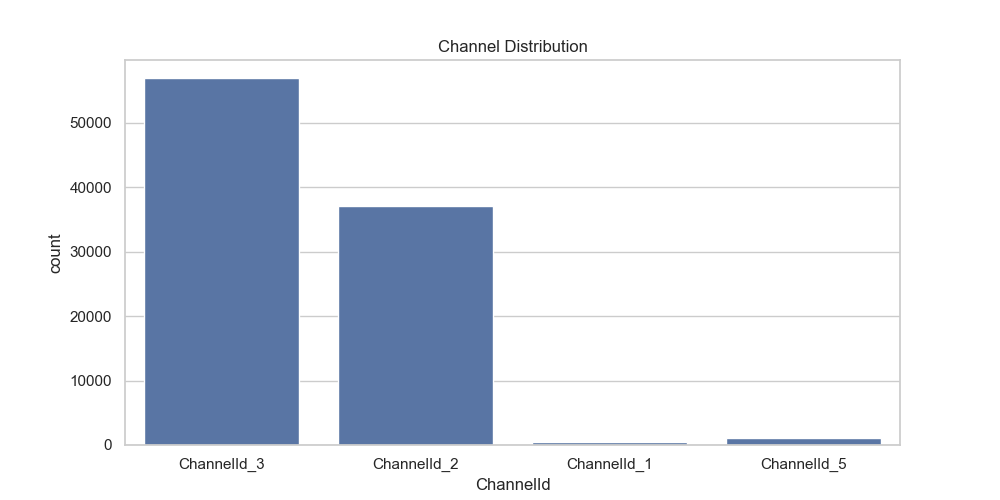 Channel Distribution
50000
40000
30000
20000
10000
0
count
ChannelId_3
ChannelId_2
ChannelId_1
ChannelId_5
ChannelId